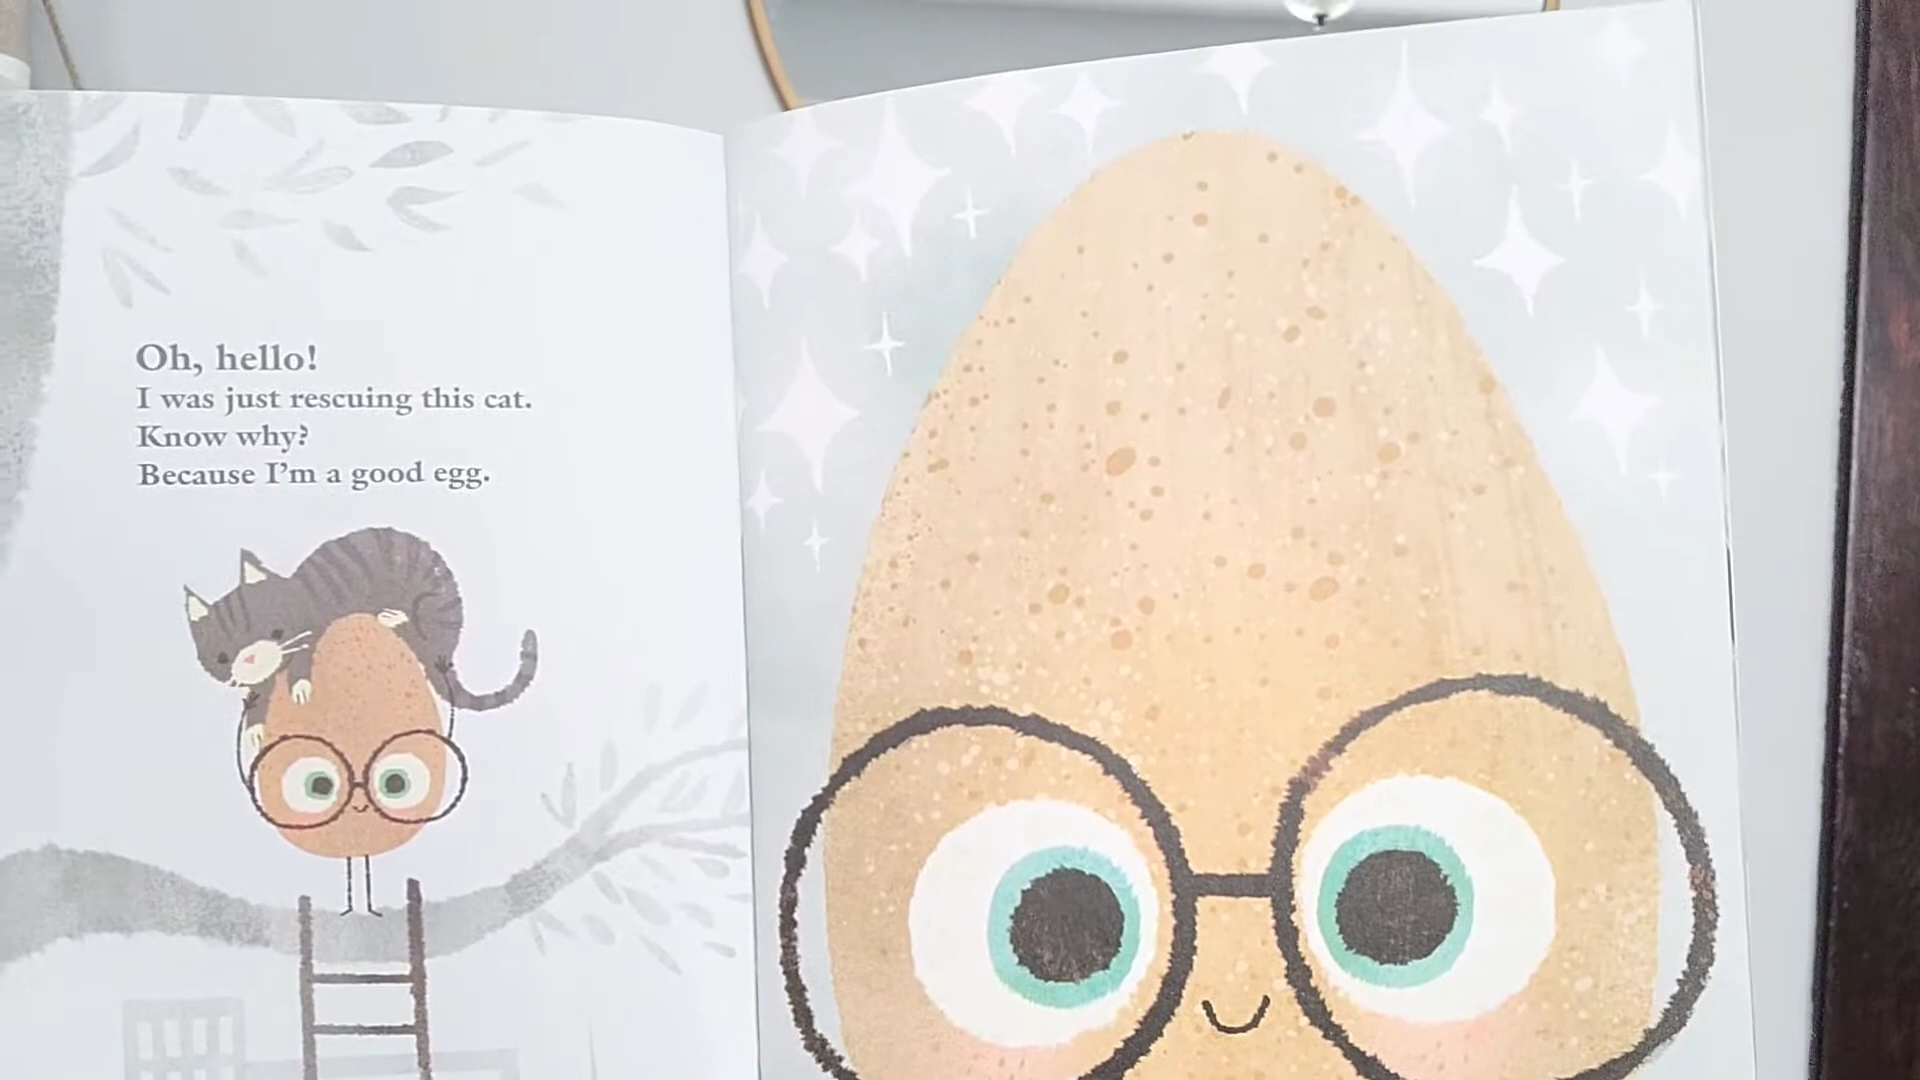 Oh, hello!
I was just rescuing this cat.
Know why?
Because I'm a good egg.